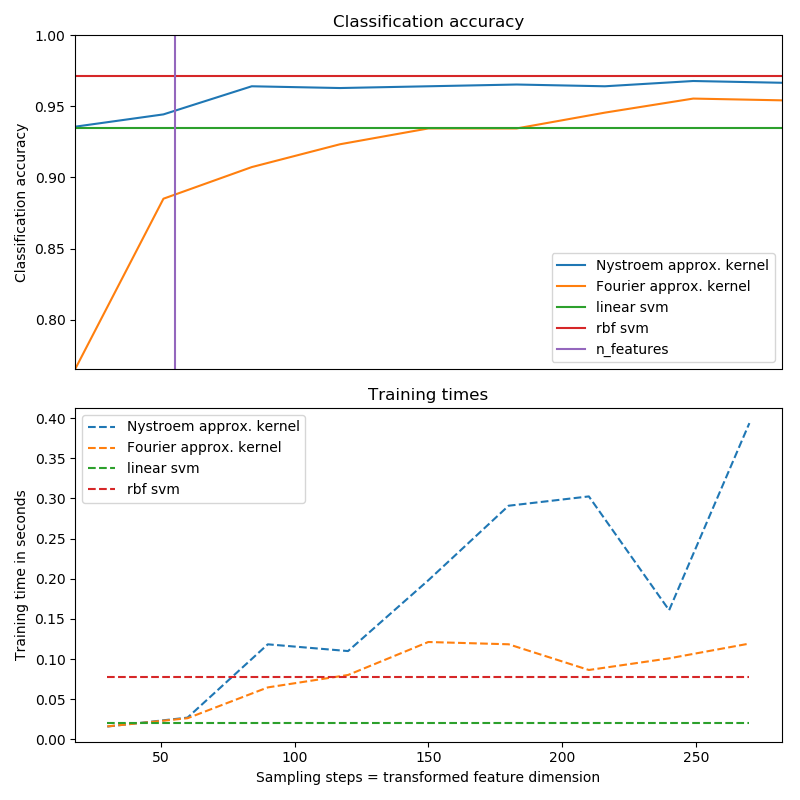 Classification accuracy
1.00
0.95
0.90
0.85
0.80
Classification accuracy
Nystroem approx. kernel
Fourier approx. kernel
linear svm
rbf svm
n_features
Training times
0.40
0.35
0.30
0.25
0.20
0.15
0.10
0.05
0.00
Training time in seconds
Nystroem approx. kernel
Fourier approx. kernel
linear svm
rbf svm
50
100
150
200
250
Sampling steps = transformed feature dimension